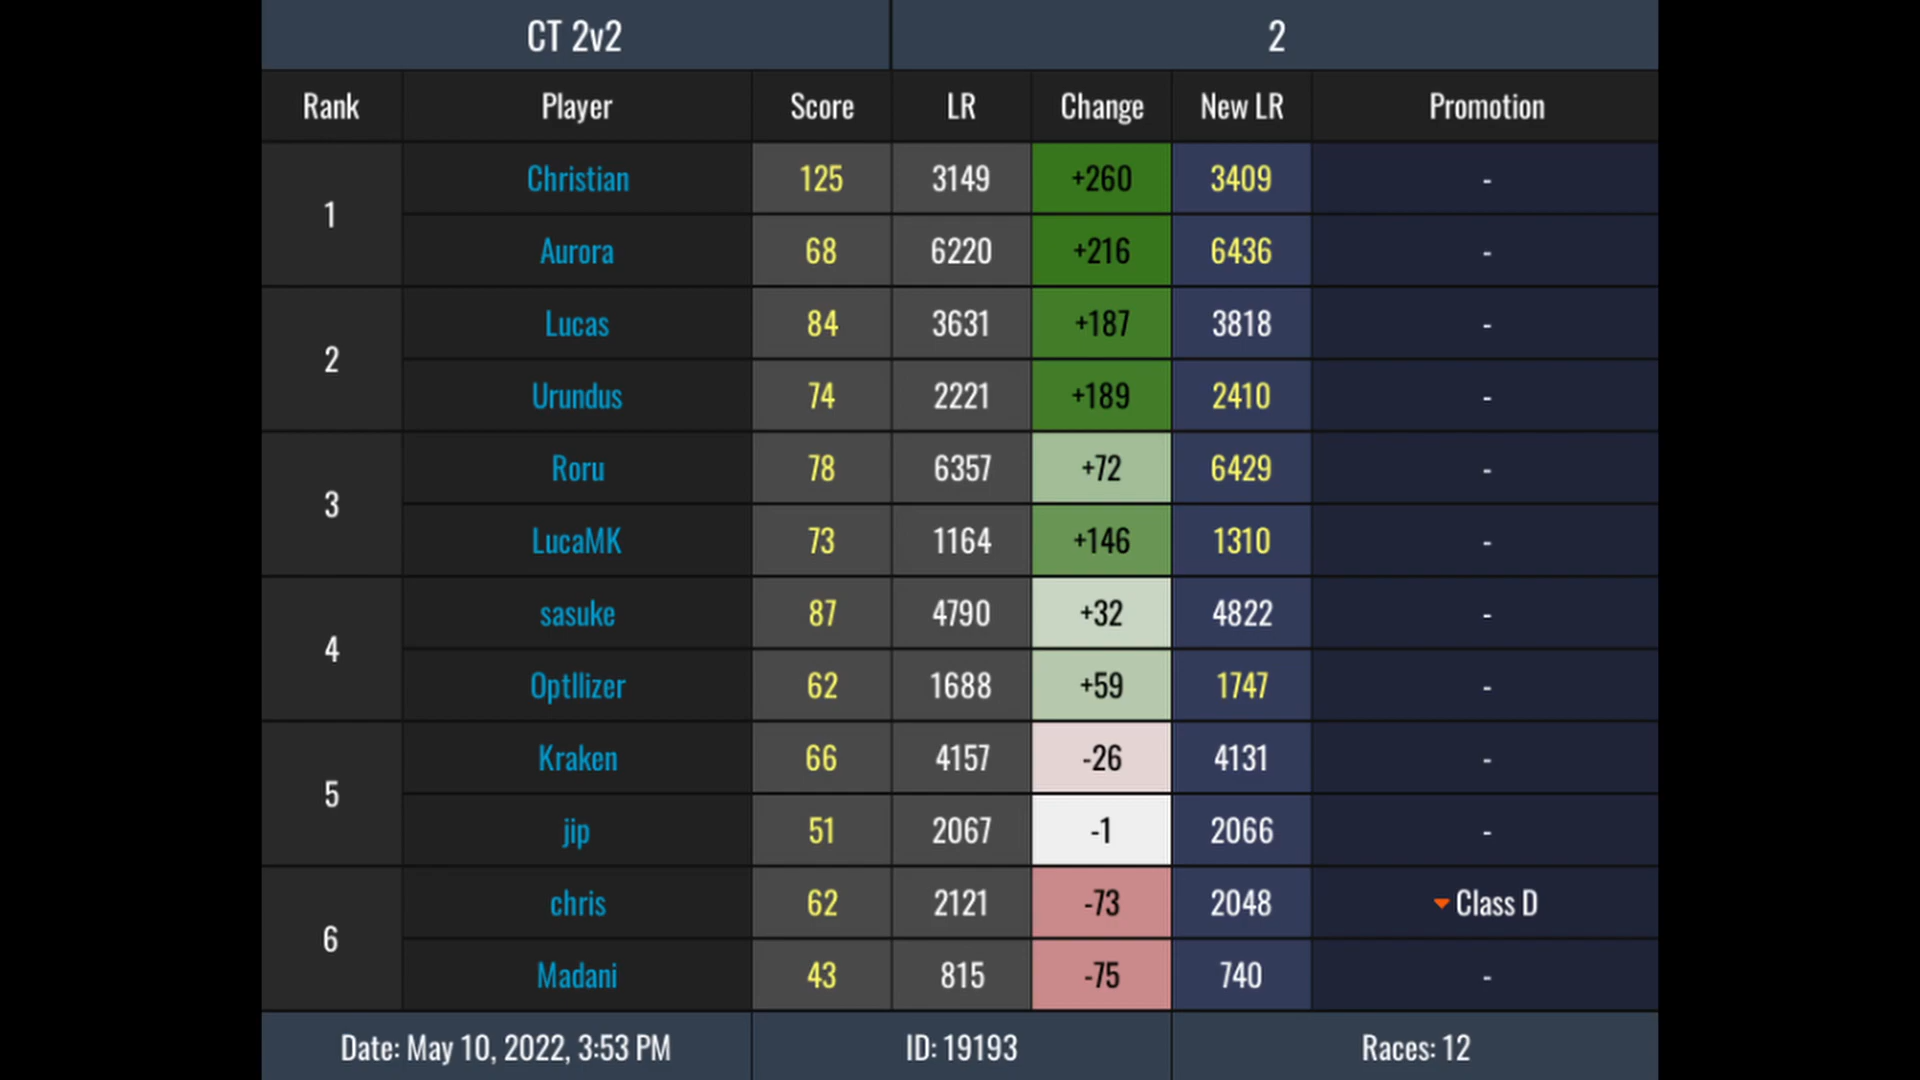 CT 2v2 2
Rank Player Score LR Change New LR Promotion
1 Christian 125 3149 +260 3409 -
Aurora 68 6220 +216 6436 -
2 Lucas 84 3631 +187 3818 -
Urundus 74 2221 +189 2410 -
3 Roru 78 6357 +72 6429 -
LucaMK 73 1164 +146 1310 -
4 sasuke 87 4790 +32 4822 -
Optllizer 62 1688 +59 1747 -
5 Kraken 66 4157 -26 4131 -
jip 51 2067 -1 2066 -
6 chris 62 2121 -73 2048 Class D
Madani 43 815 -75 740 -
Date: May 10, 2022, 3:53 PM ID: 19193 Races: 12